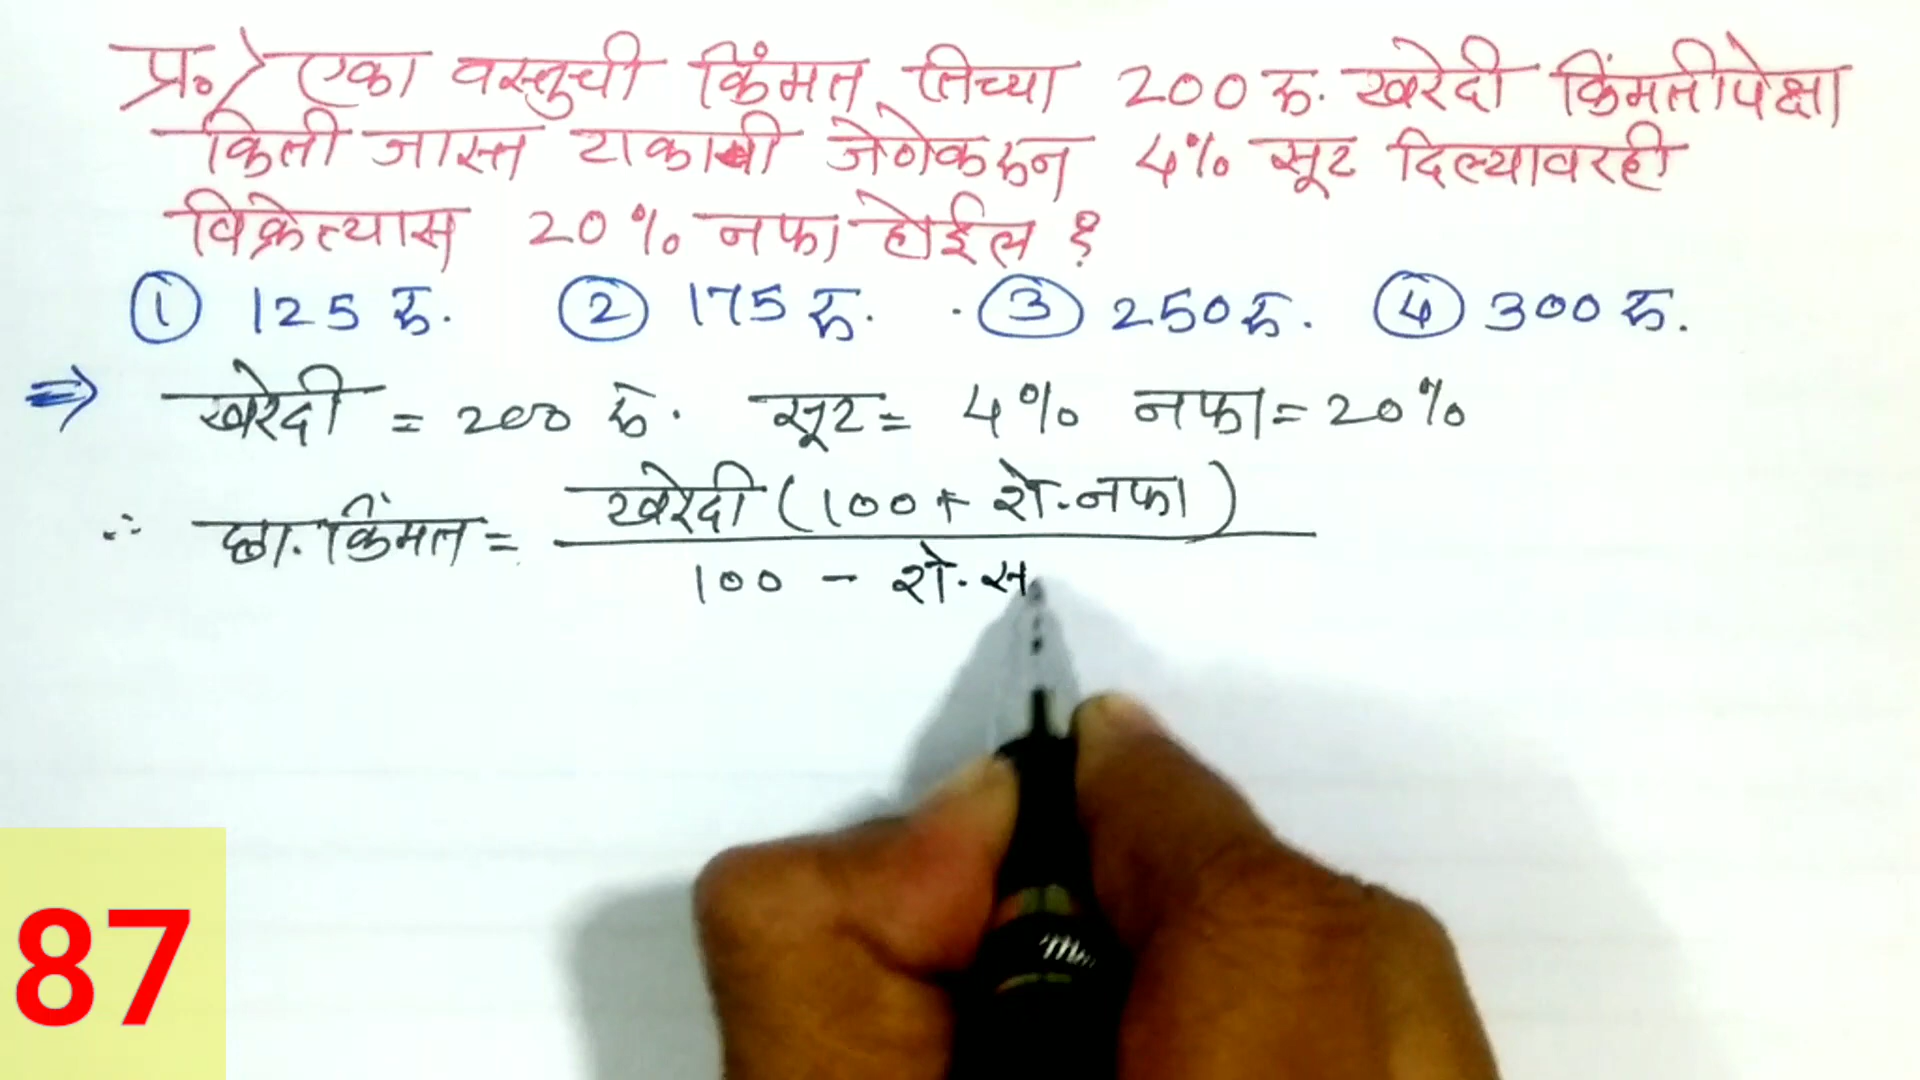 प्र.> एका वस्तुची किंमत तिच्या 200 रु. खरेदी किंमतीपेक्षा
किती जास्त टाकावी जेणेकरुन 4% सूट दिल्यावरही
विक्रेत्यास 20% नफा होईल ?
① 125 रु. ② 175 रु. ③ 250 रु. ④ 300 रु.
⇒ खरेदी = 200 रु. सूट = 4% नफा = 20%
∴ छा. किंमत = खरेदी (100 + शे. नफा)
100 - शे. स
87